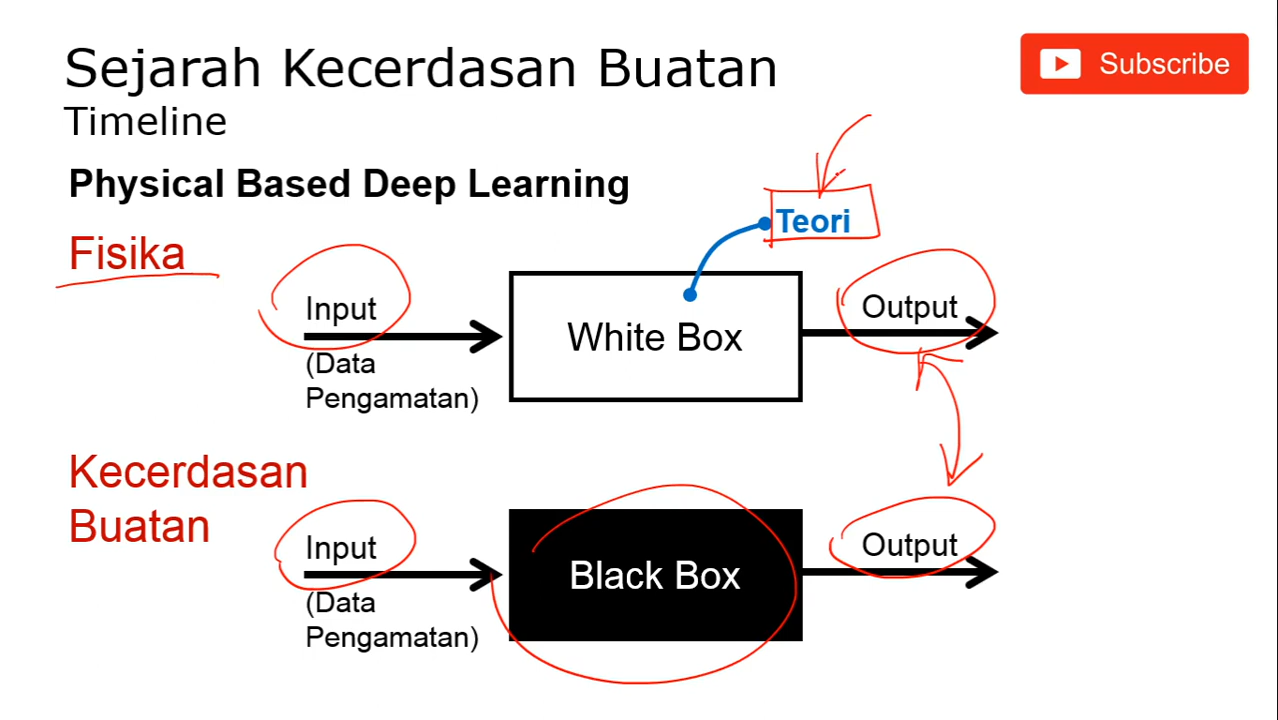 Sejarah Kecerdasan Buatan
Subscribe
Timeline
Physical Based Deep Learning
Teori
Fisika
Input
White Box
Output
(Data
Pengamatan)
Kecerdasan
Buatan
Input
Black Box
Output
(Data
Pengamatan)